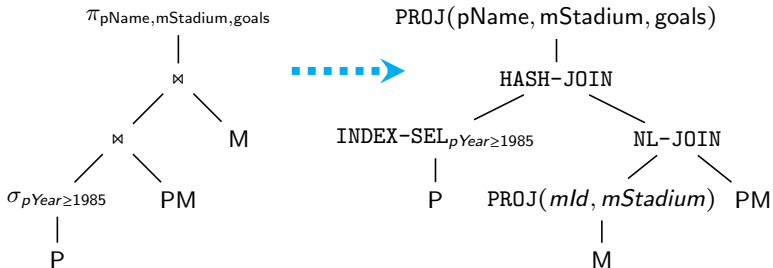 π pName,mStadium,goals
⋈
⋈
M
σ pYear≥1985
PM
P
PROJ(pName, mStadium, goals)
HASH-JOIN
INDEX-SEL pYear≥1985
NL-JOIN
P
PROJ(mId, mStadium)
PM
M